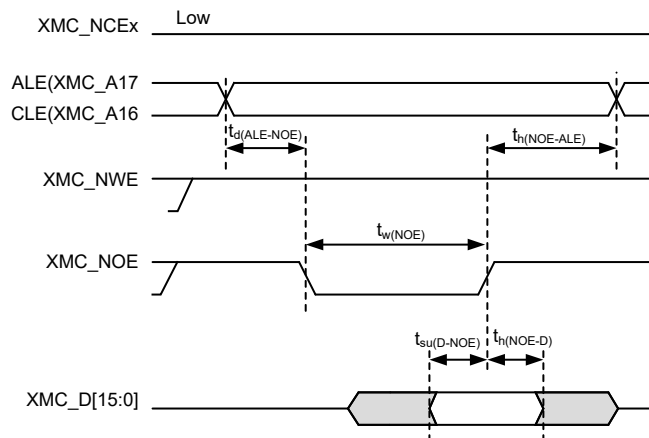 XMC_NCEx
Low
ALE(XMC_A17
CLE(XMC_A16
td(ALE-NOE)
th(NOE-ALE)
XMC_NWE
tw(NOE)
XMC_NOE
tsu(D-NOE)
th(NOE-D)
XMC_D[15:0]